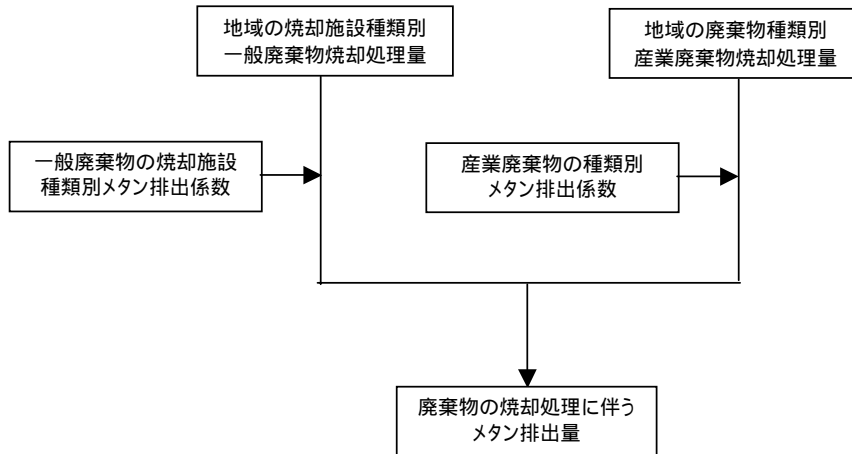 地域の焼却施設種類別
一般廃棄物焼却処理量
地域の廃棄物種類別
産業廃棄物焼却処理量
一般廃棄物の焼却施設
種類別メタン排出係数
産業廃棄物の種類別
メタン排出係数
廃棄物の焼却処理に伴う
メタン排出量